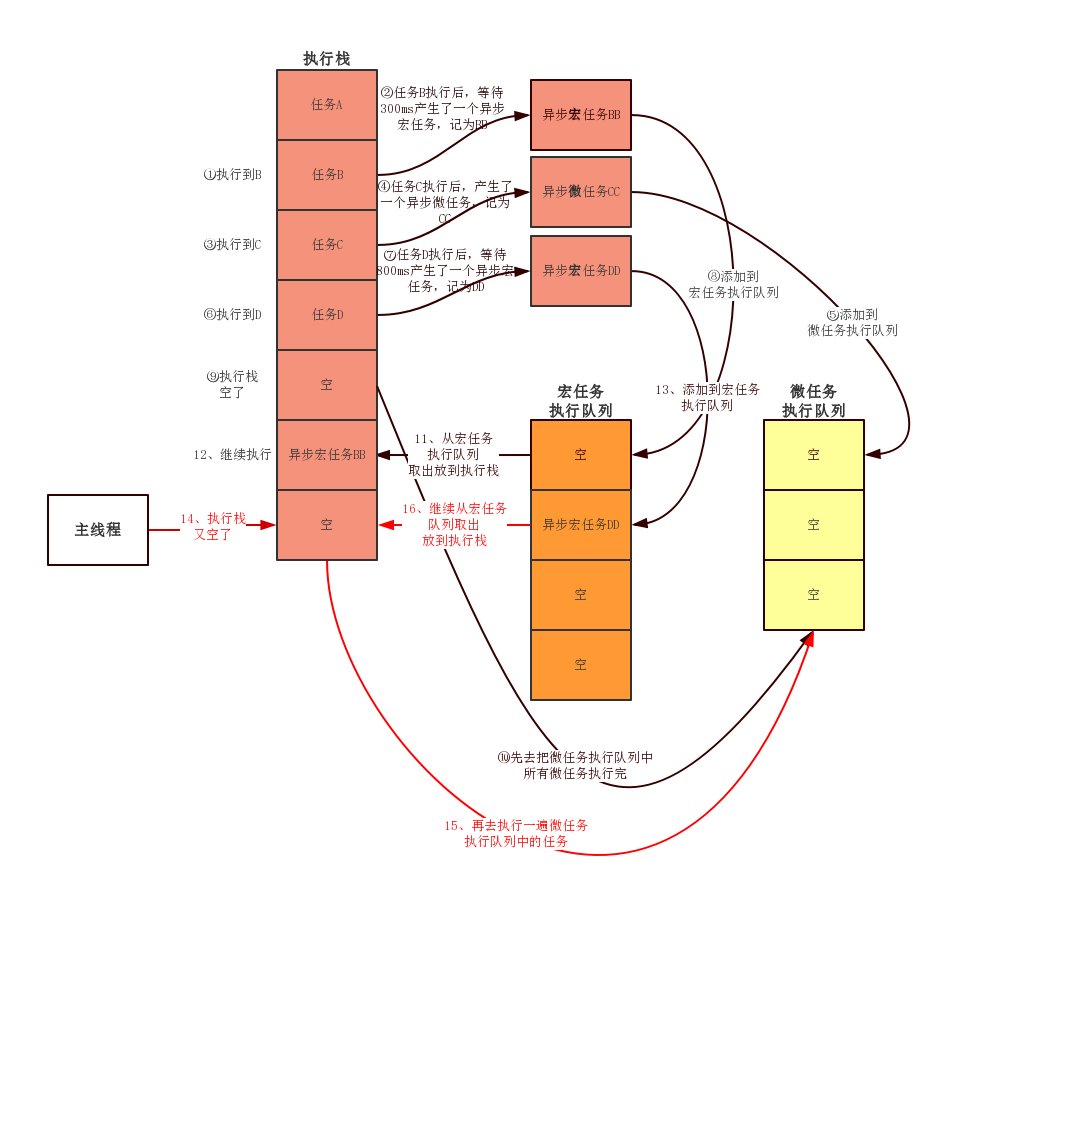 执行栈
任务A
②任务B执行后，等待
300ms产生了一个异步
宏任务，记为BB
异步宏任务BB
①执行到B
任务B
④任务C执行后，产生了
一个异步微任务，记为
CC
异步微任务CC
③执行到C
任务C
⑦任务D执行后，等待
800ms产生了一个异步宏
任务，记为DD
异步宏任务DD
⑧添加到
宏任务执行队列
⑤添加到
微任务执行队列
⑥执行到D
任务D
⑨执行栈
空了
空
宏任务
执行队列
13、添加到宏任务
执行队列
微任务
执行队列
12、继续执行
异步宏任务BB
11、从宏任务
执行队列
取出放到执行栈
空
空
主线程
14、执行栈
又空了
空
16、继续从宏任务
队列取出
放到执行栈
异步宏任务DD
空
空
空
空
⑩先去把微任务执行队列中
所有微任务执行完
15、再去执行一遍微任务
执行队列中的任务